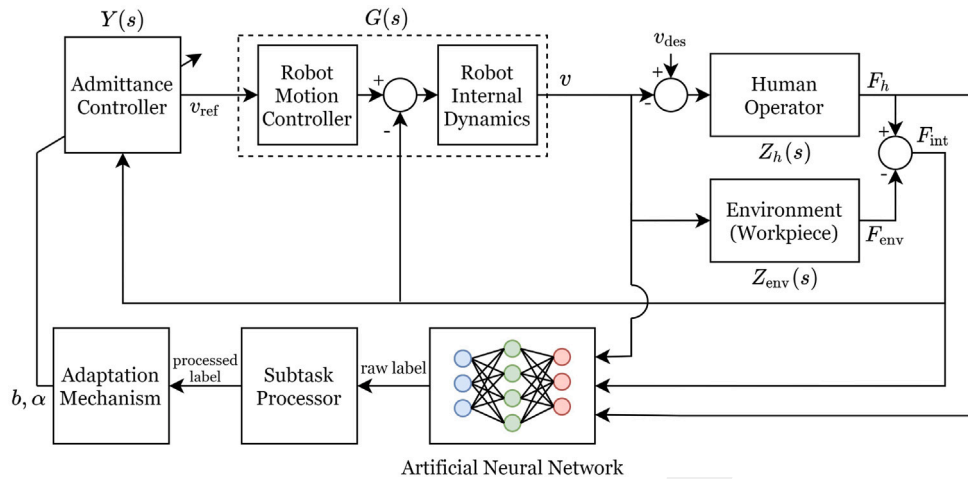 Y(s)
G(s)
Admittance
Controller
v_ref
Robot
Motion
Controller
+
-
Robot
Internal
Dynamics
v
v_des
+
-
Human
Operator
Z_h(s)
F_h
+
-
F_int
Environment
(Workpiece)
Z_env(s)
F_env
b, α
Adaptation
Mechanism
processed
label
Subtask
Processor
raw label
Artificial Neural Network